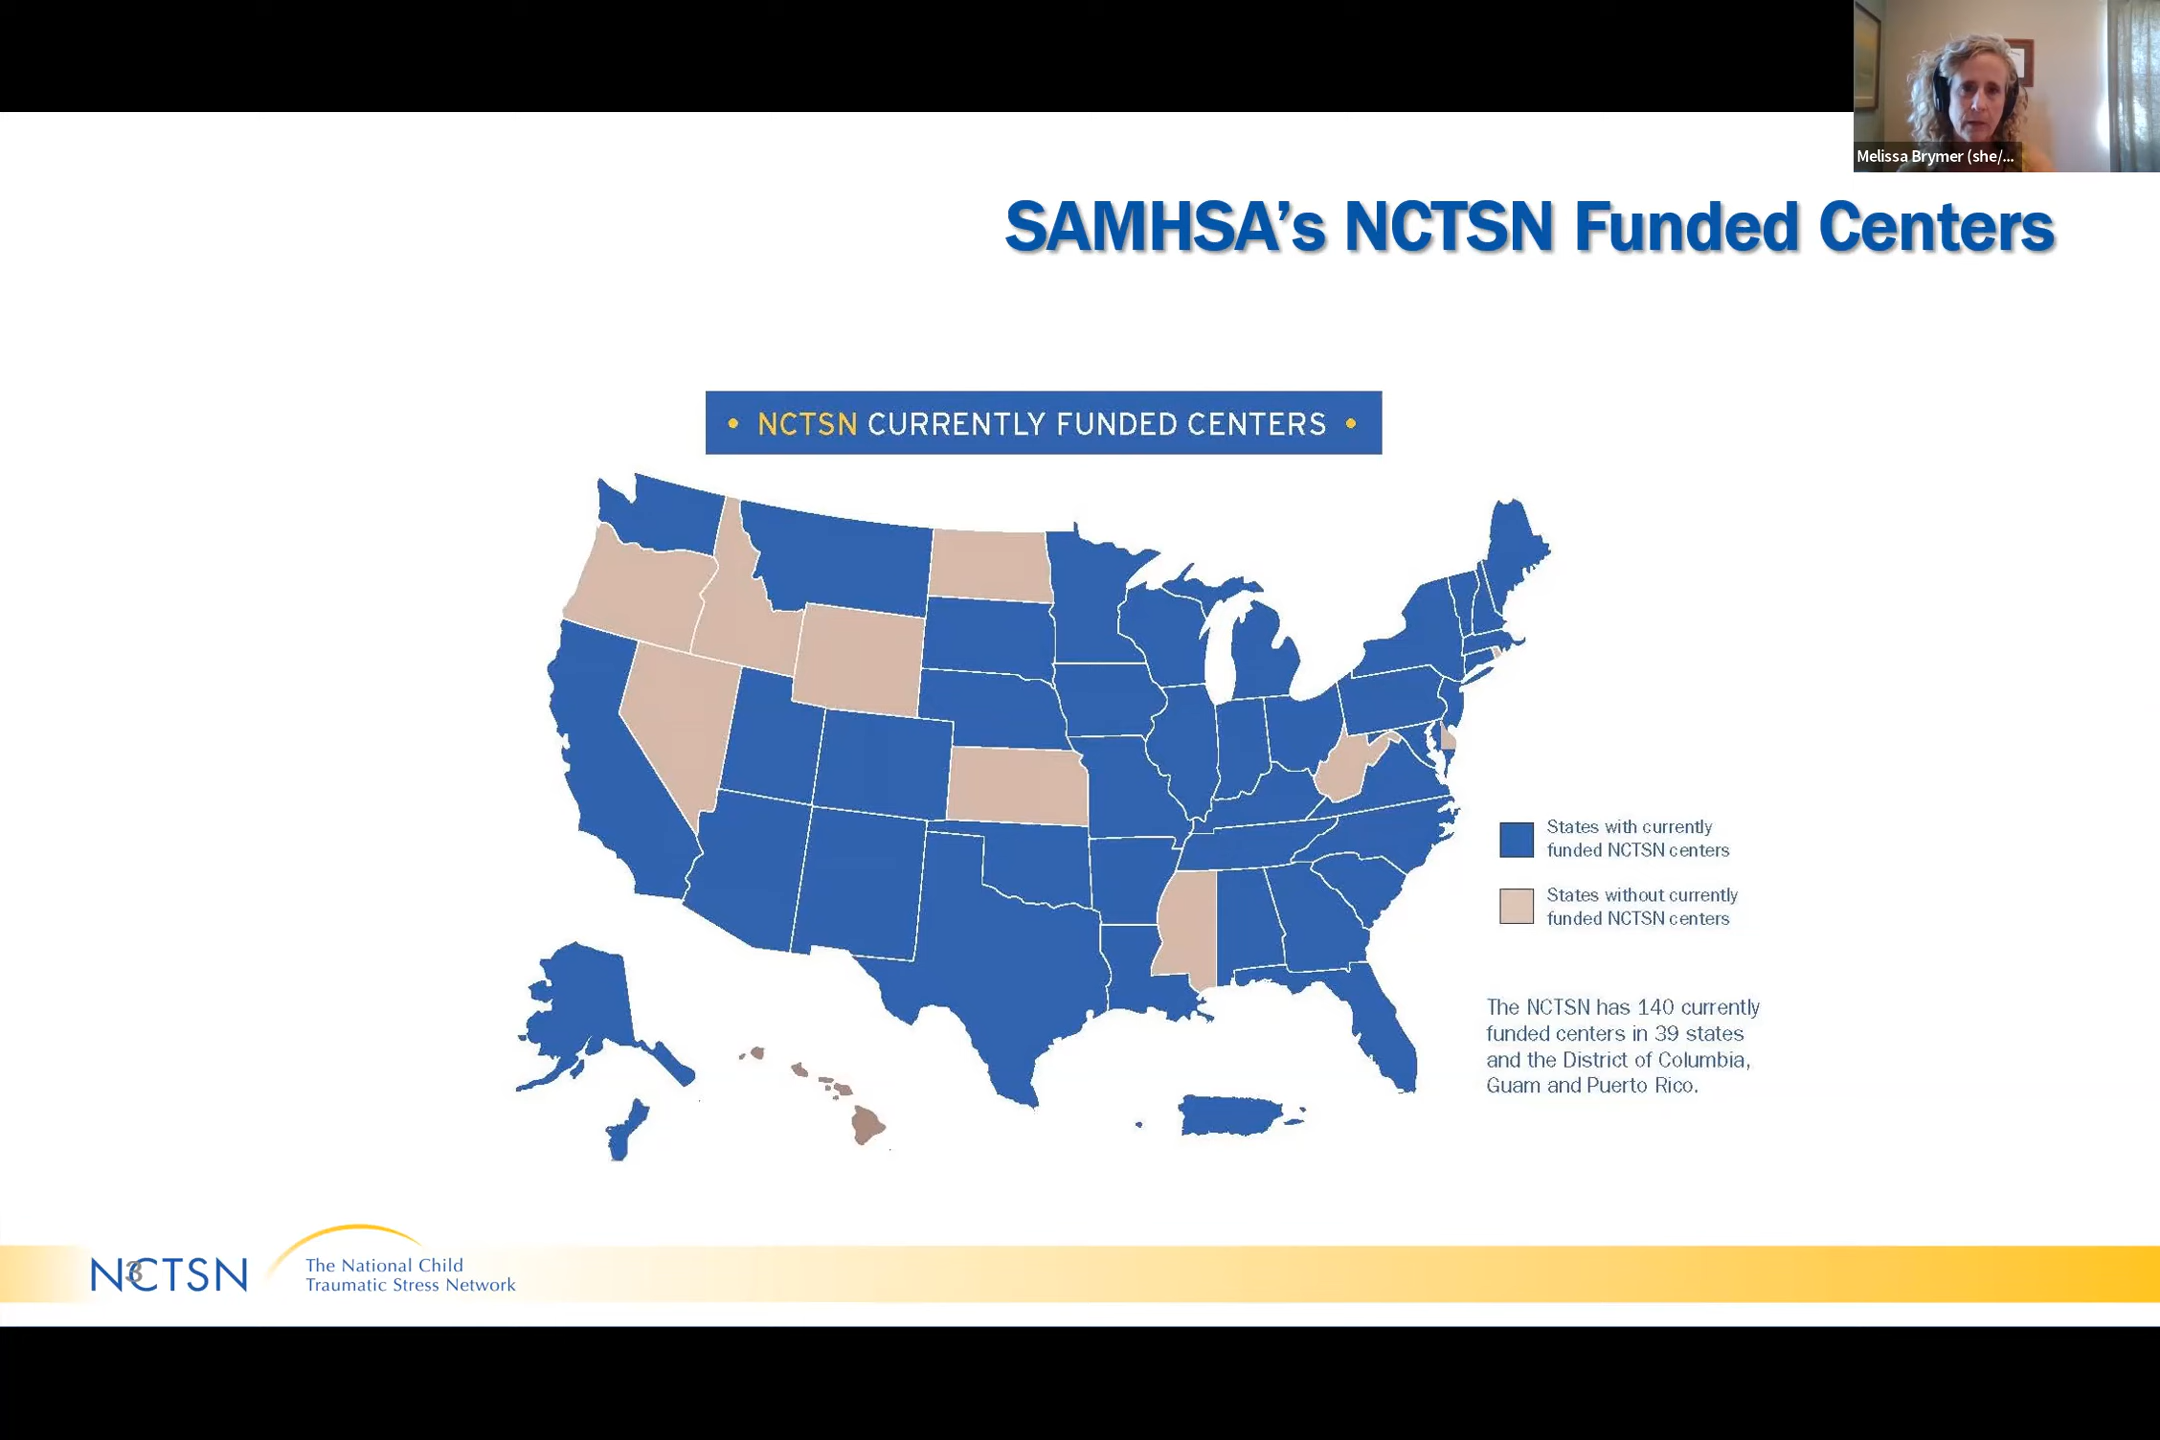 Melissa Brymer (she/...
SAMHSA’s NCTSN Funded Centers
• NCTSN CURRENTLY FUNDED CENTERS •
States with currently
funded NCTSN centers
States without currently
funded NCTSN centers
The NCTSN has 140 currently
funded centers in 39 states
and the District of Columbia,
Guam and Puerto Rico.
NCTSN
3
The National Child
Traumatic Stress Network